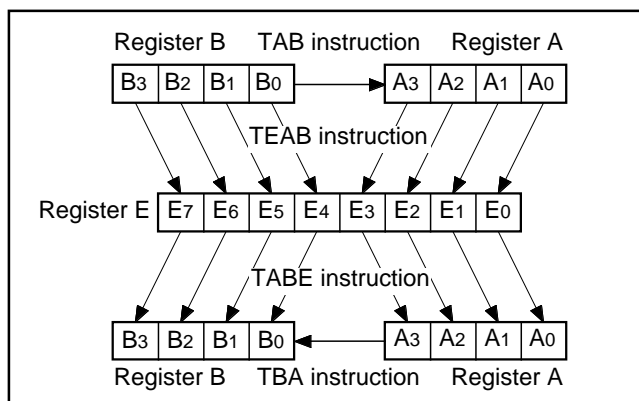 Register B TAB instruction Register A
B3 B2 B1 B0 A3 A2 A1 A0
TEAB instruction
Register E E7 E6 E5 E4 E3 E2 E1 E0
TABE instruction
B3 B2 B1 B0 A3 A2 A1 A0
Register B TBA instruction Register A